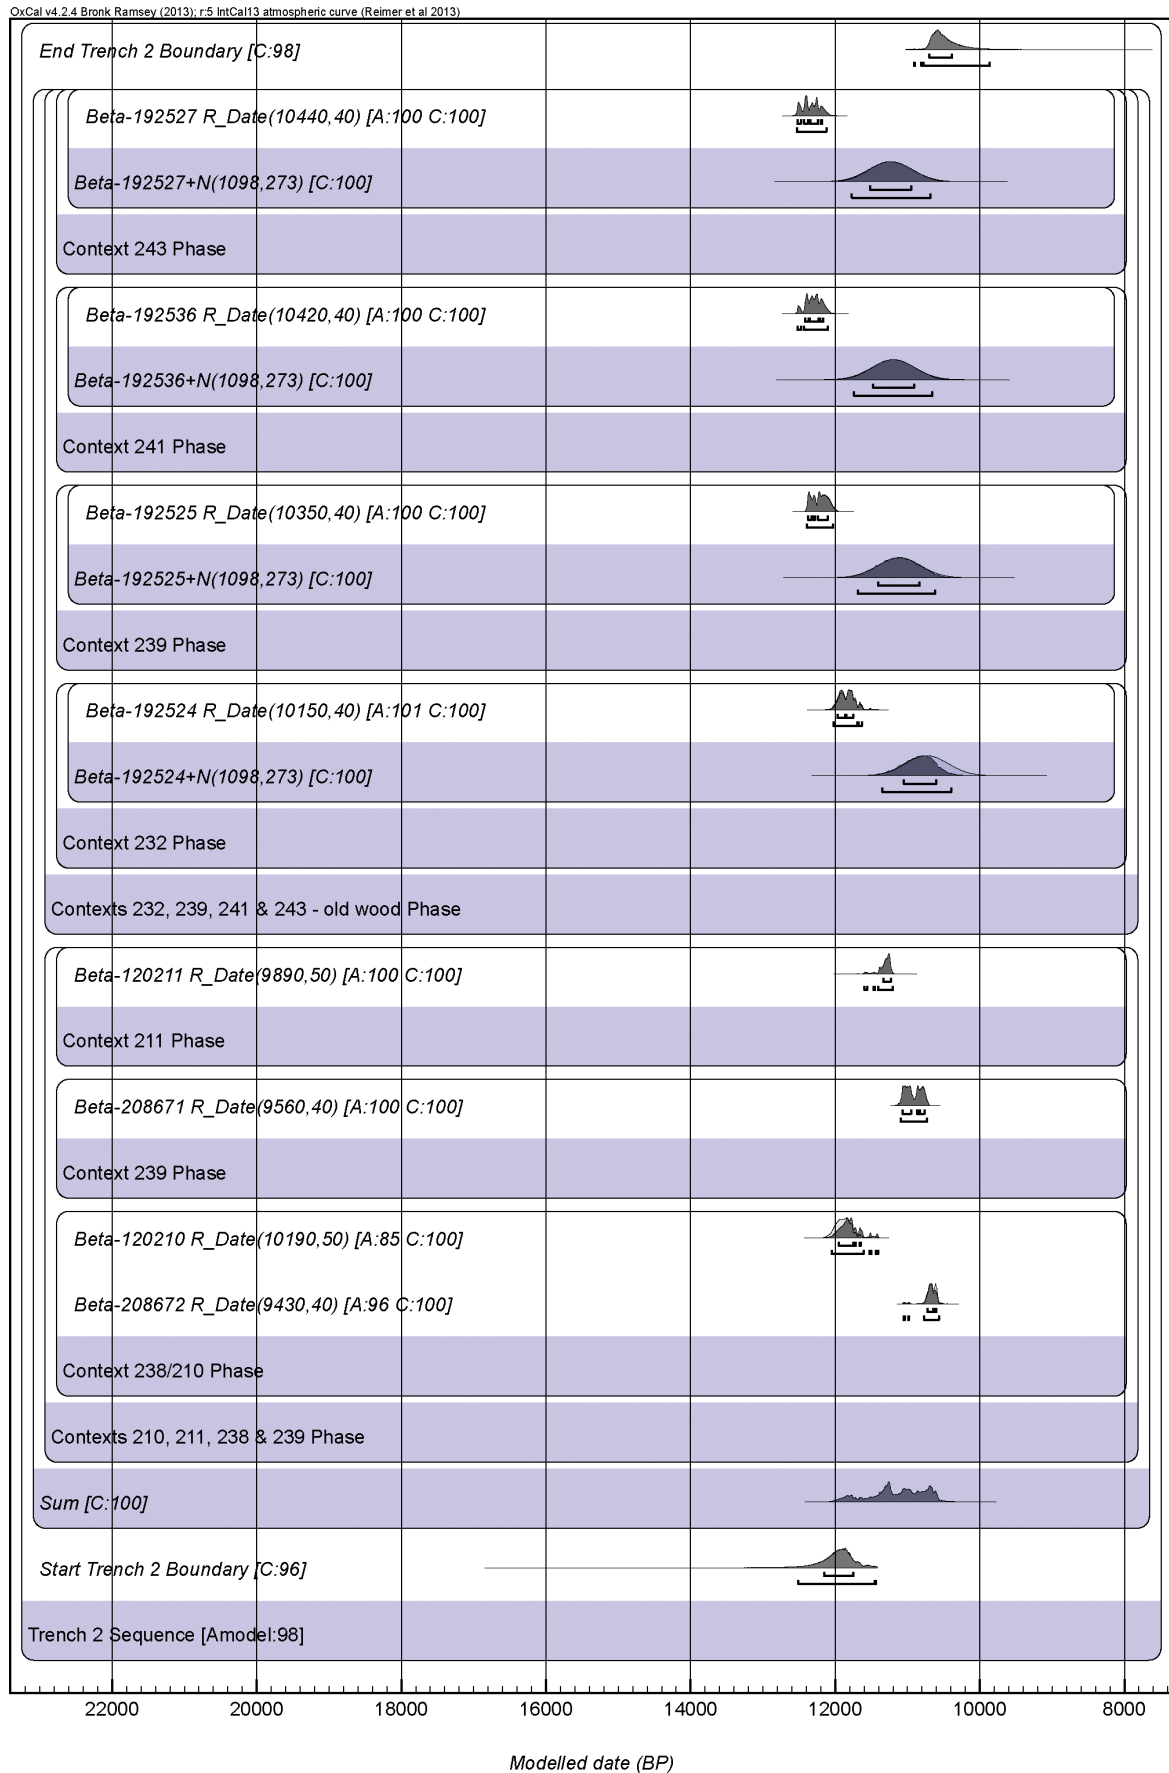 OxCal v4.2.4 Bronk Ramsey (2013); r:5 IntCal13 atmospheric curve (Reimer et al 2013)
End Trench 2 Boundary [C:98]
Beta-192527 R_Date(10440,40) [A:100 C:100]
Beta-192527+N(1098,273) [C:100]
Context 243 Phase
Beta-192536 R_Date(10420,40) [A:100 C:100]
Beta-192536+N(1098,273) [C:100]
Context 241 Phase
Beta-192525 R_Date(10350,40) [A:100 C:100]
Beta-192525+N(1098,273) [C:100]
Context 239 Phase
Beta-192524 R_Date(10150,40) [A:101 C:100]
Beta-192524+N(1098,273) [C:100]
Context 232 Phase
Contexts 232, 239, 241 & 243 - old wood Phase
Beta-120211 R_Date(9890,50) [A:100 C:100]
Context 211 Phase
Beta-208671 R_Date(9560,40) [A:100 C:100]
Context 239 Phase
Beta-120210 R_Date(10190,50) [A:85 C:100]
Beta-208672 R_Date(9430,40) [A:96 C:100]
Context 238/210 Phase
Contexts 210, 211, 238 & 239 Phase
Sum [C:100]
Start Trench 2 Boundary [C:96]
Trench 2 Sequence [Amodel:98]
22000 20000 18000 16000 14000 12000 10000 8000
Modelled date (BP)